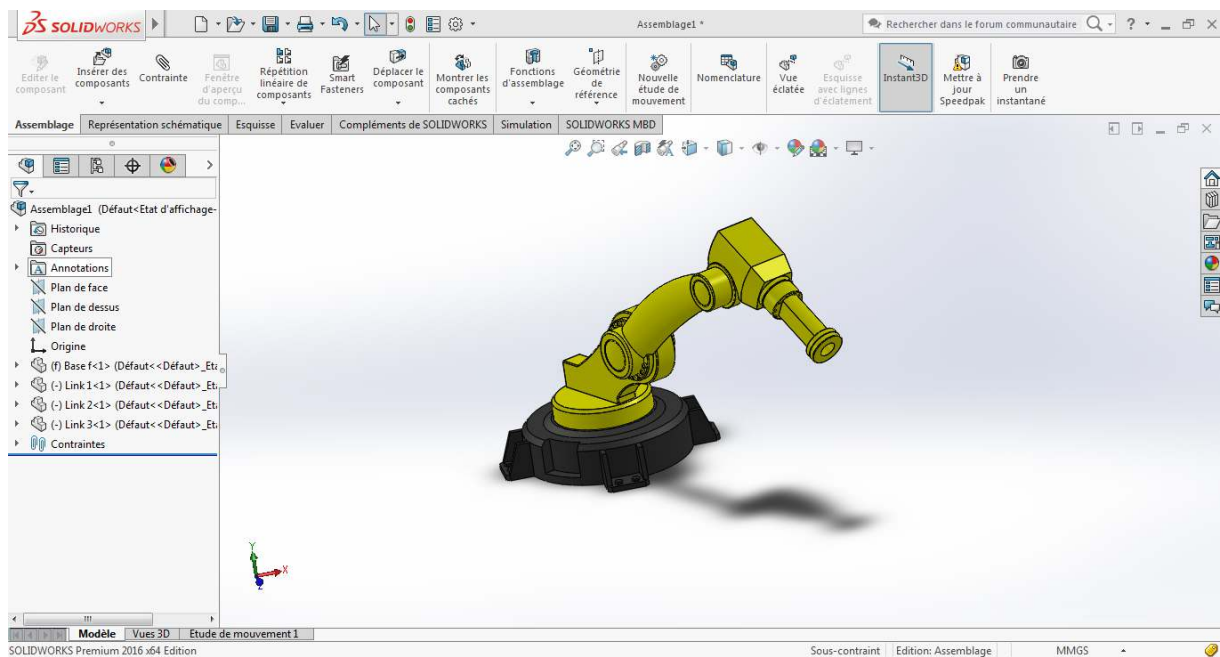 SOLIDWORKS
Assemblage1 *
Rechercher dans le forum communautaire
?
Editer le composant
Insérer des composants
Contrainte
Fenêtre d'aperçu du comp...
Répétition linéaire de composants
Smart Fasteners
Déplacer le composant
Montrer les composants cachés
Fonctions d'assemblage
Géométrie de référence
Nouvelle étude de mouvement
Nomenclature
Vue éclatée
Esquisse avec lignes d'éclatement
Instant3D
Mettre à jour Speedpak
Prendre un instantané
Assemblage Représentation schématique Esquisse Evaluer Compléments de SOLIDWORKS Simulation SOLIDWORKS MBD
Assemblage1 (Défaut<Etat d'affichage-
Historique
Capteurs
A Annotations
Plan de face
Plan de dessus
Plan de droite
Origine
(f) Base f<1> (Défaut<<Défaut>_Eta
(-) Link 1<1> (Défaut<<Défaut>_Et
(-) Link 2<1> (Défaut<<Défaut>_Et
(-) Link 3<1> (Défaut<<Défaut>_Et
Contraintes
Y
X
Z
Modèle Vues 3D Etude de mouvement 1
SOLIDWORKS Premium 2016 x64 Edition
Sous-contraint Edition: Assemblage MMGS